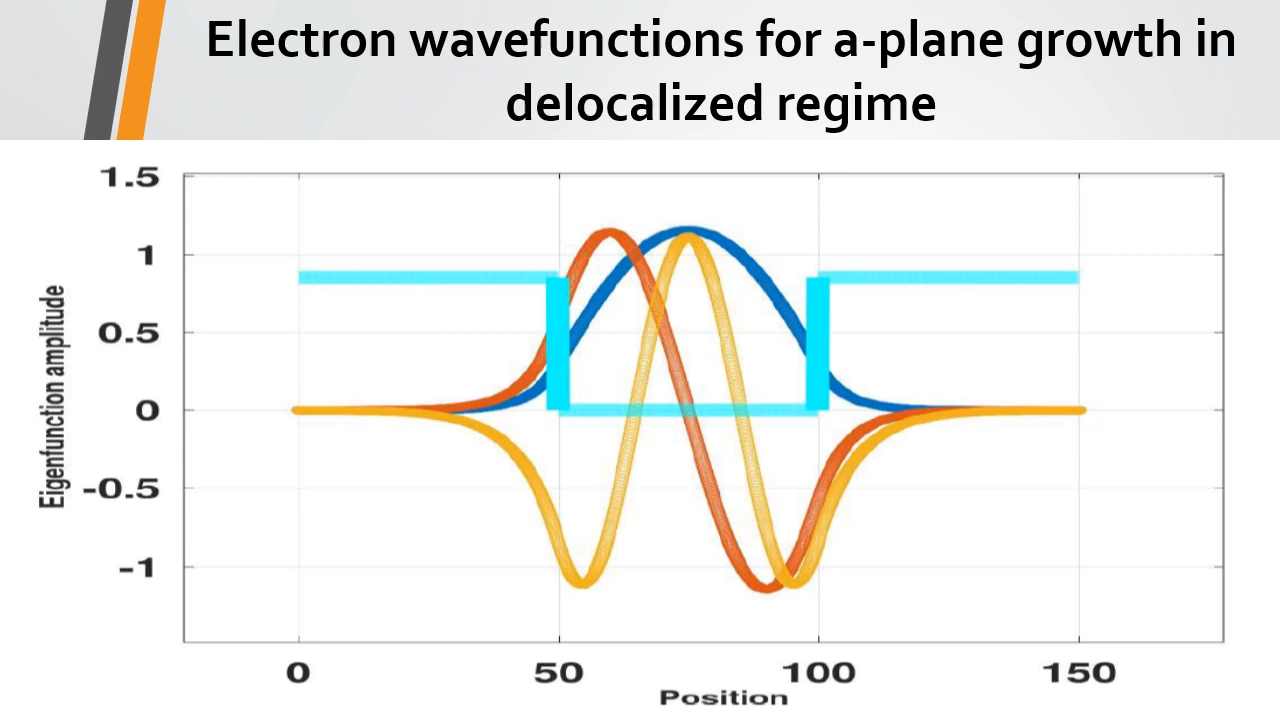 Electron wavefunctions for a-plane growth in
delocalized regime
1.5
1
0.5
0
-0.5
-1
Eigenfunction amplitude
0 50 100 150
Position